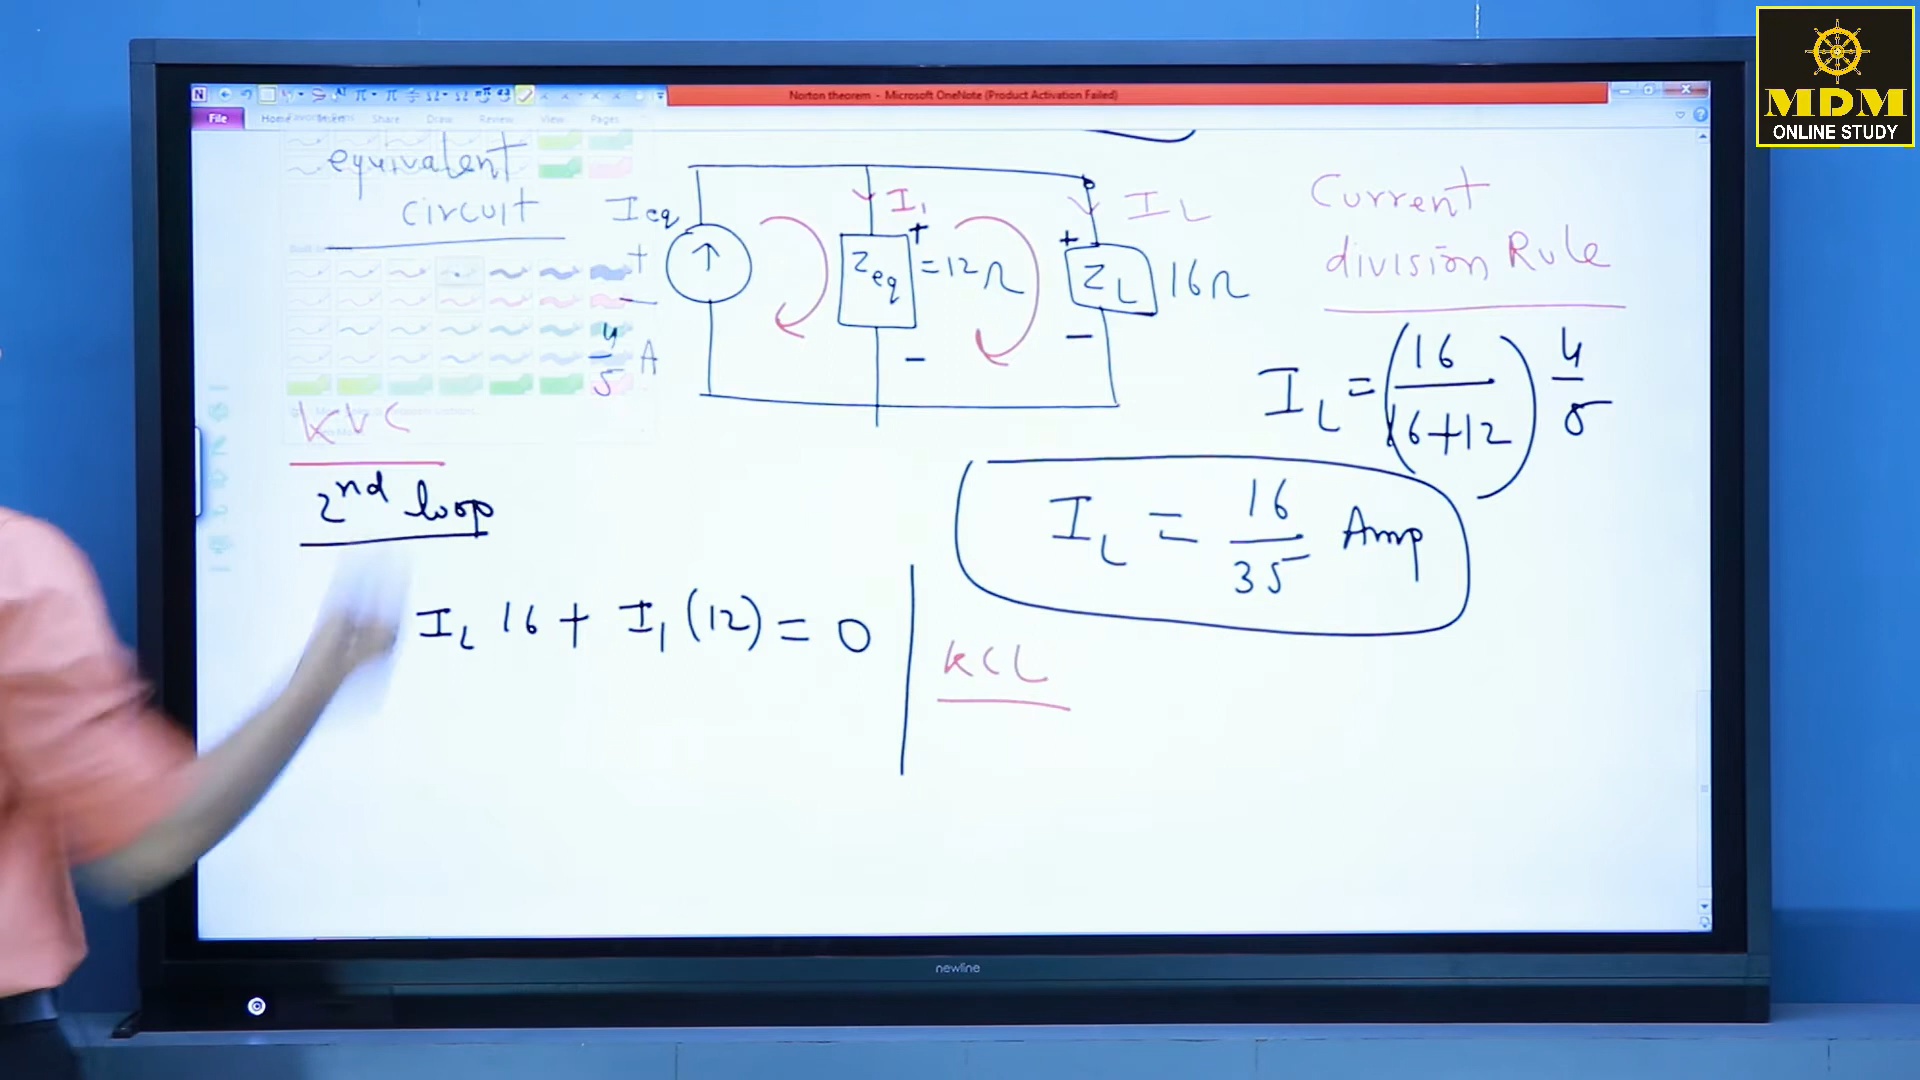 MDM
ONLINE STUDY
Norton theorem - Microsoft OneNote (Product Activation Failed)
File Home Insert Share Draw Review View Pages
equivalent
circuit
Ieq
I₁
IL
Zeq
=12Ω
ZL
16Ω
+
-
+
-
4/5 A
Current
division Rule
IL = (16/(16+12)) 4/5
IL = 16/35 Amp
KVL
2nd loop
IL 16 + I₁(12) = 0
KCL
newline